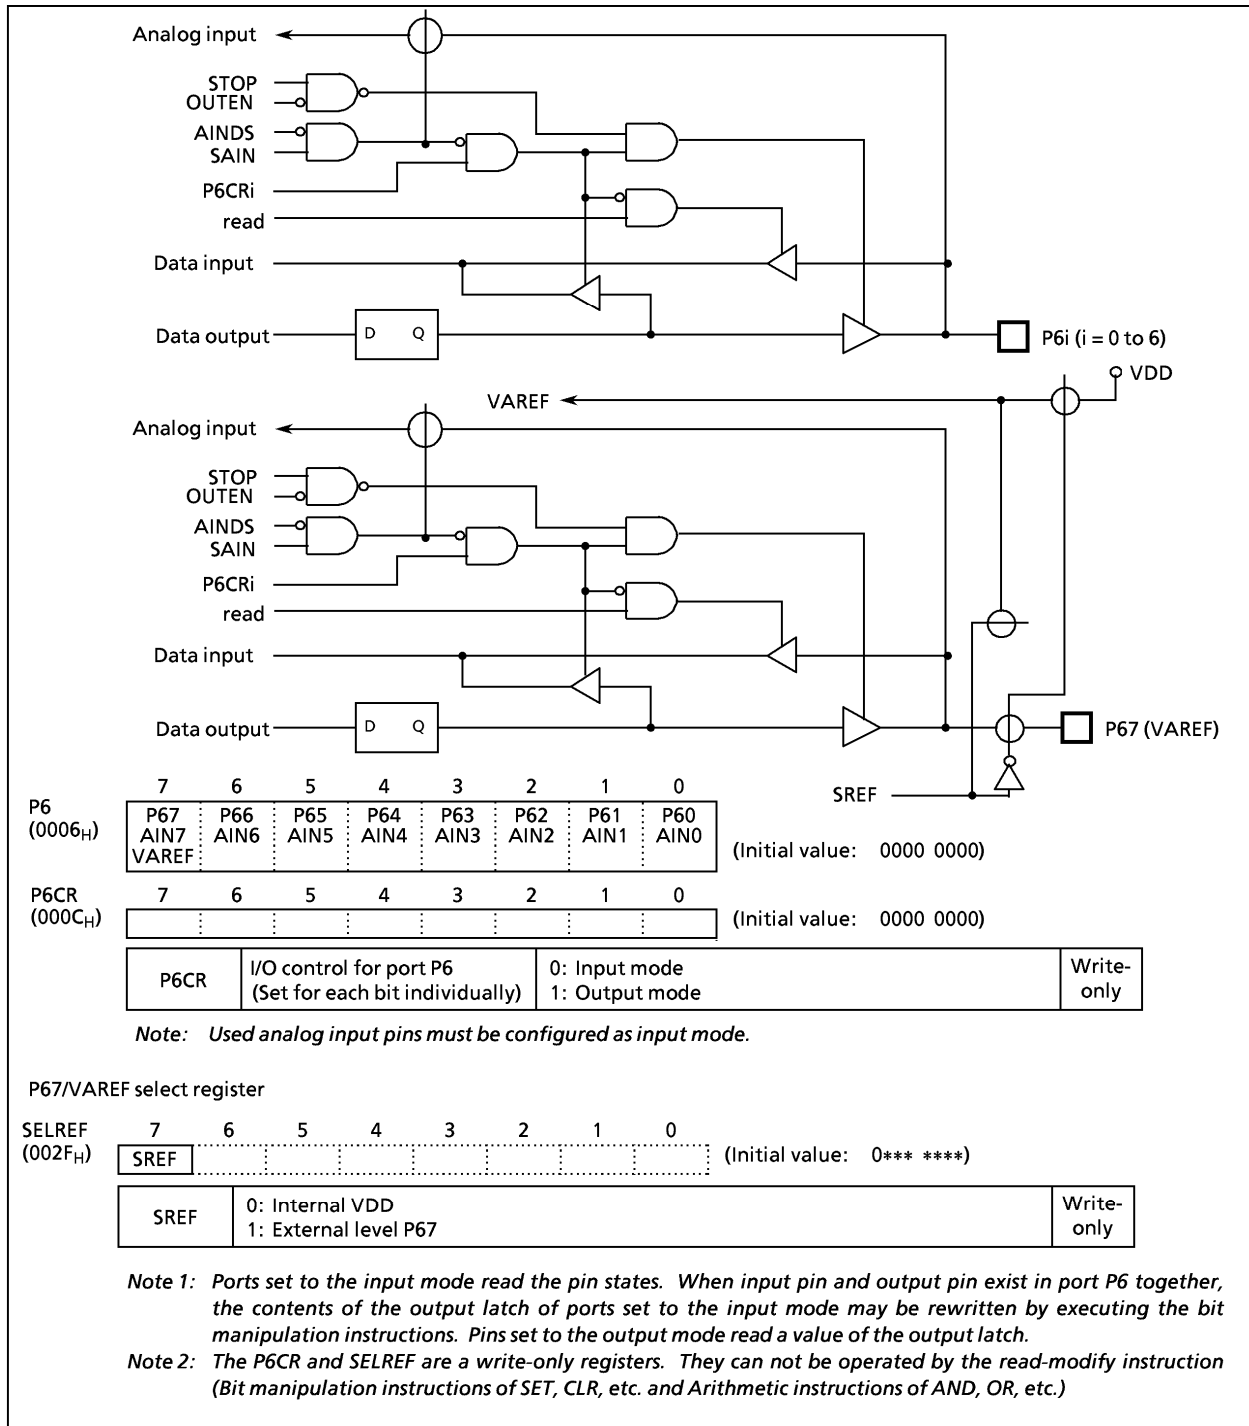 Analog input
STOP
OUTEN
AINDS
SAIN
P6CRi
read
Data input
Data output
D Q
P6i (i = 0 to 6)
VDD
VAREF
Analog input
STOP
OUTEN
AINDS
SAIN
P6CRi
read
Data input
Data output
D Q
P67 (VAREF)
SREF
7 6 5 4 3 2 1 0
P6
(0006H)
P67 P66 P65 P64 P63 P62 P61 P60
AIN7 AIN6 AIN5 AIN4 AIN3 AIN2 AIN1 AIN0
VAREF
(Initial value: 0000 0000)
P6CR
(000CH)
7 6 5 4 3 2 1 0
(Initial value: 0000 0000)
P6CR
I/O control for port P6
(Set for each bit individually)
0: Input mode
1: Output mode
Write-
only
Note: Used analog input pins must be configured as input mode.
P67/VAREF select register
SELREF
(002FH)
7 6 5 4 3 2 1 0
SREF
(Initial value: 0*** ****)
SREF
0: Internal VDD
1: External level P67
Write-
only
Note 1: Ports set to the input mode read the pin states. When input pin and output pin exist in port P6 together,
the contents of the output latch of ports set to the input mode may be rewritten by executing the bit
manipulation instructions. Pins set to the output mode read a value of the output latch.
Note 2: The P6CR and SELREF are a write-only registers. They can not be operated by the read-modify instruction
(Bit manipulation instructions of SET, CLR, etc. and Arithmetic instructions of AND, OR, etc.)